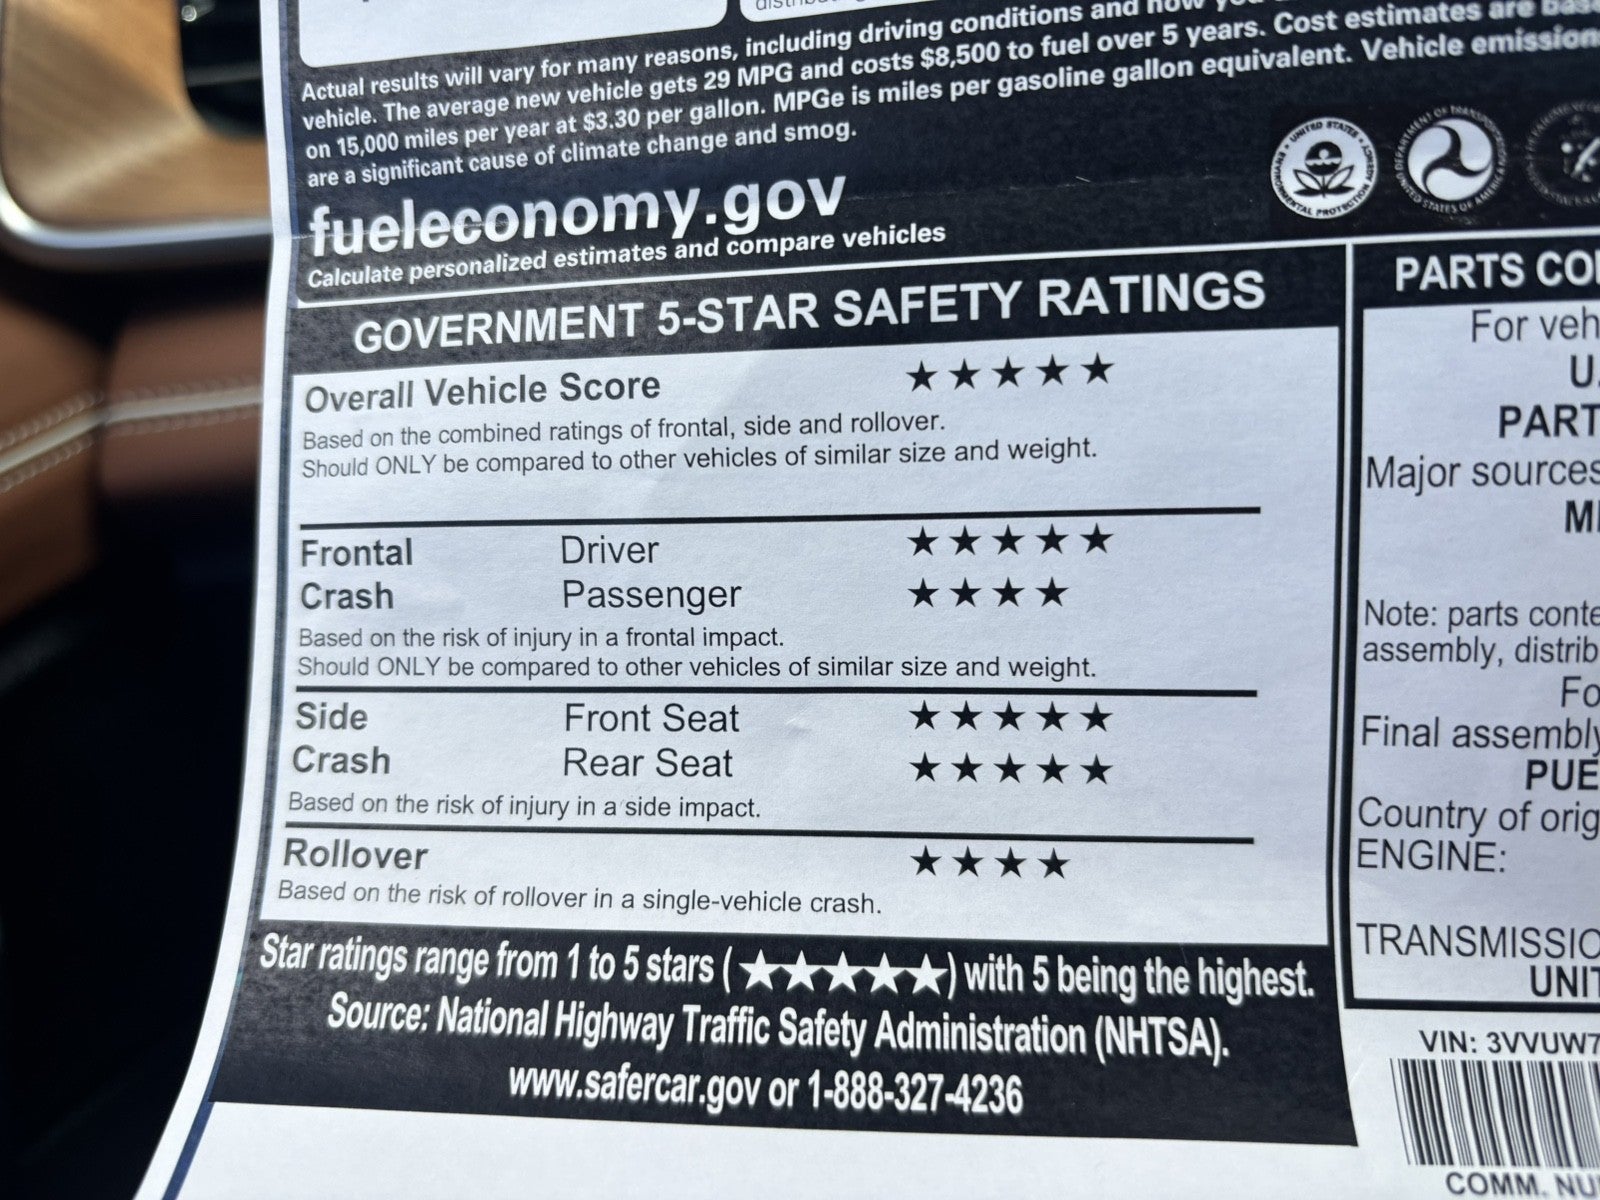 Actual results will vary for many reasons, including driving conditions and how
vehicle. The average new vehicle gets 29 MPG and costs $8,500 to fuel over 5 years. Cost estimates are
on 15,000 miles per year at $3.30 per gallon. MPGe is miles per gasoline gallon equivalent. Vehicle emission
are a significant cause of climate change and smog.
fueleconomy.gov
Calculate personalized estimates and compare vehicles
GOVERNMENT 5-STAR SAFETY RATINGS
Overall Vehicle Score ★★★★★
Based on the combined ratings of frontal, side and rollover.
Should ONLY be compared to other vehicles of similar size and weight.
Frontal Driver ★★★★★
Crash Passenger ★★★★
Based on the risk of injury in a frontal impact.
Should ONLY be compared to other vehicles of similar size and weight.
Side Front Seat ★★★★★
Crash Rear Seat ★★★★★
Based on the risk of injury in a side impact.
Rollover ★★★★
Based on the risk of rollover in a single-vehicle crash.
Star ratings range from 1 to 5 stars (★★★★★) with 5 being the highest.
Source: National Highway Traffic Safety Administration (NHTSA).
www.safercar.gov or 1-888-327-4236
PARTS CO
For veh
U.
PART
Major sources
Note: parts conte
assembly, distrib
Fo
Final assembly
PUE
Country of orig
ENGINE:
TRANSMISSIO
UNIT
VIN: 3VVUW7
COMM. NU